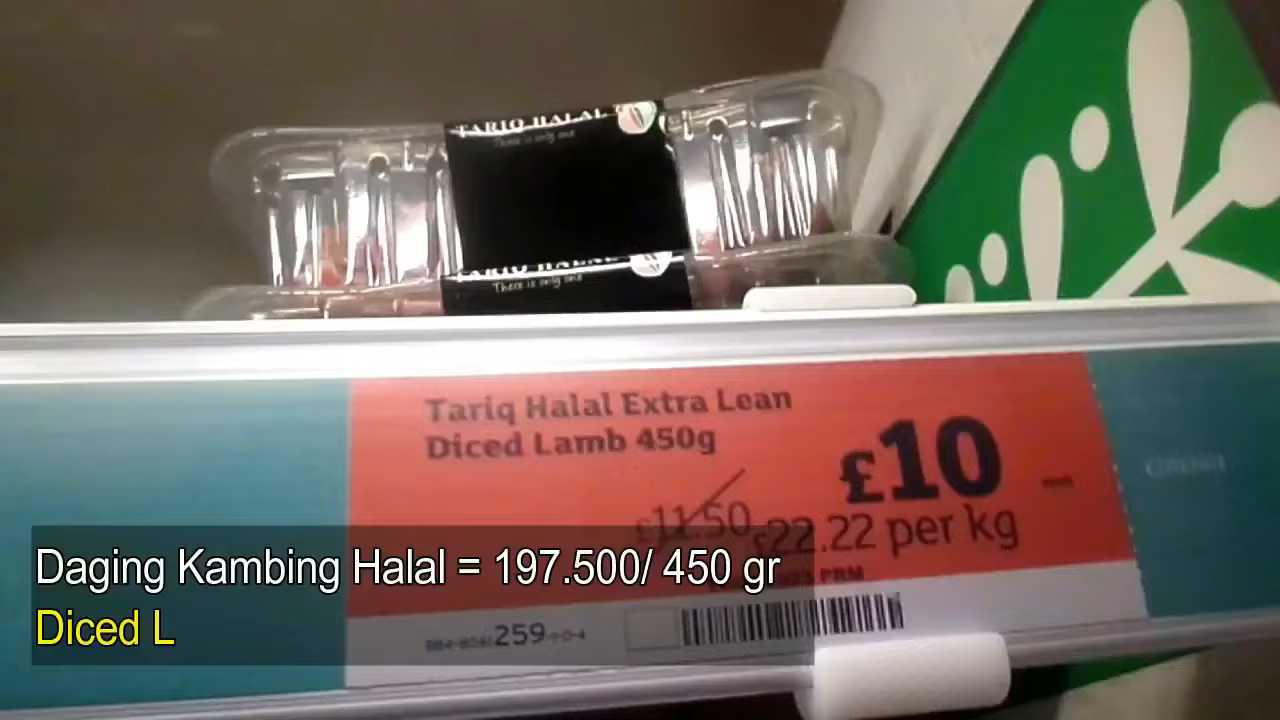 TARIQ HALAL
There is only one
TARIQ HALAL
There is only one
Tariq Halal Extra Lean
Diced Lamb 450g
£10
£11.50
£22.22 per kg
PRM
259
Daging Kambing Halal = 197.500/ 450 gr
Diced L